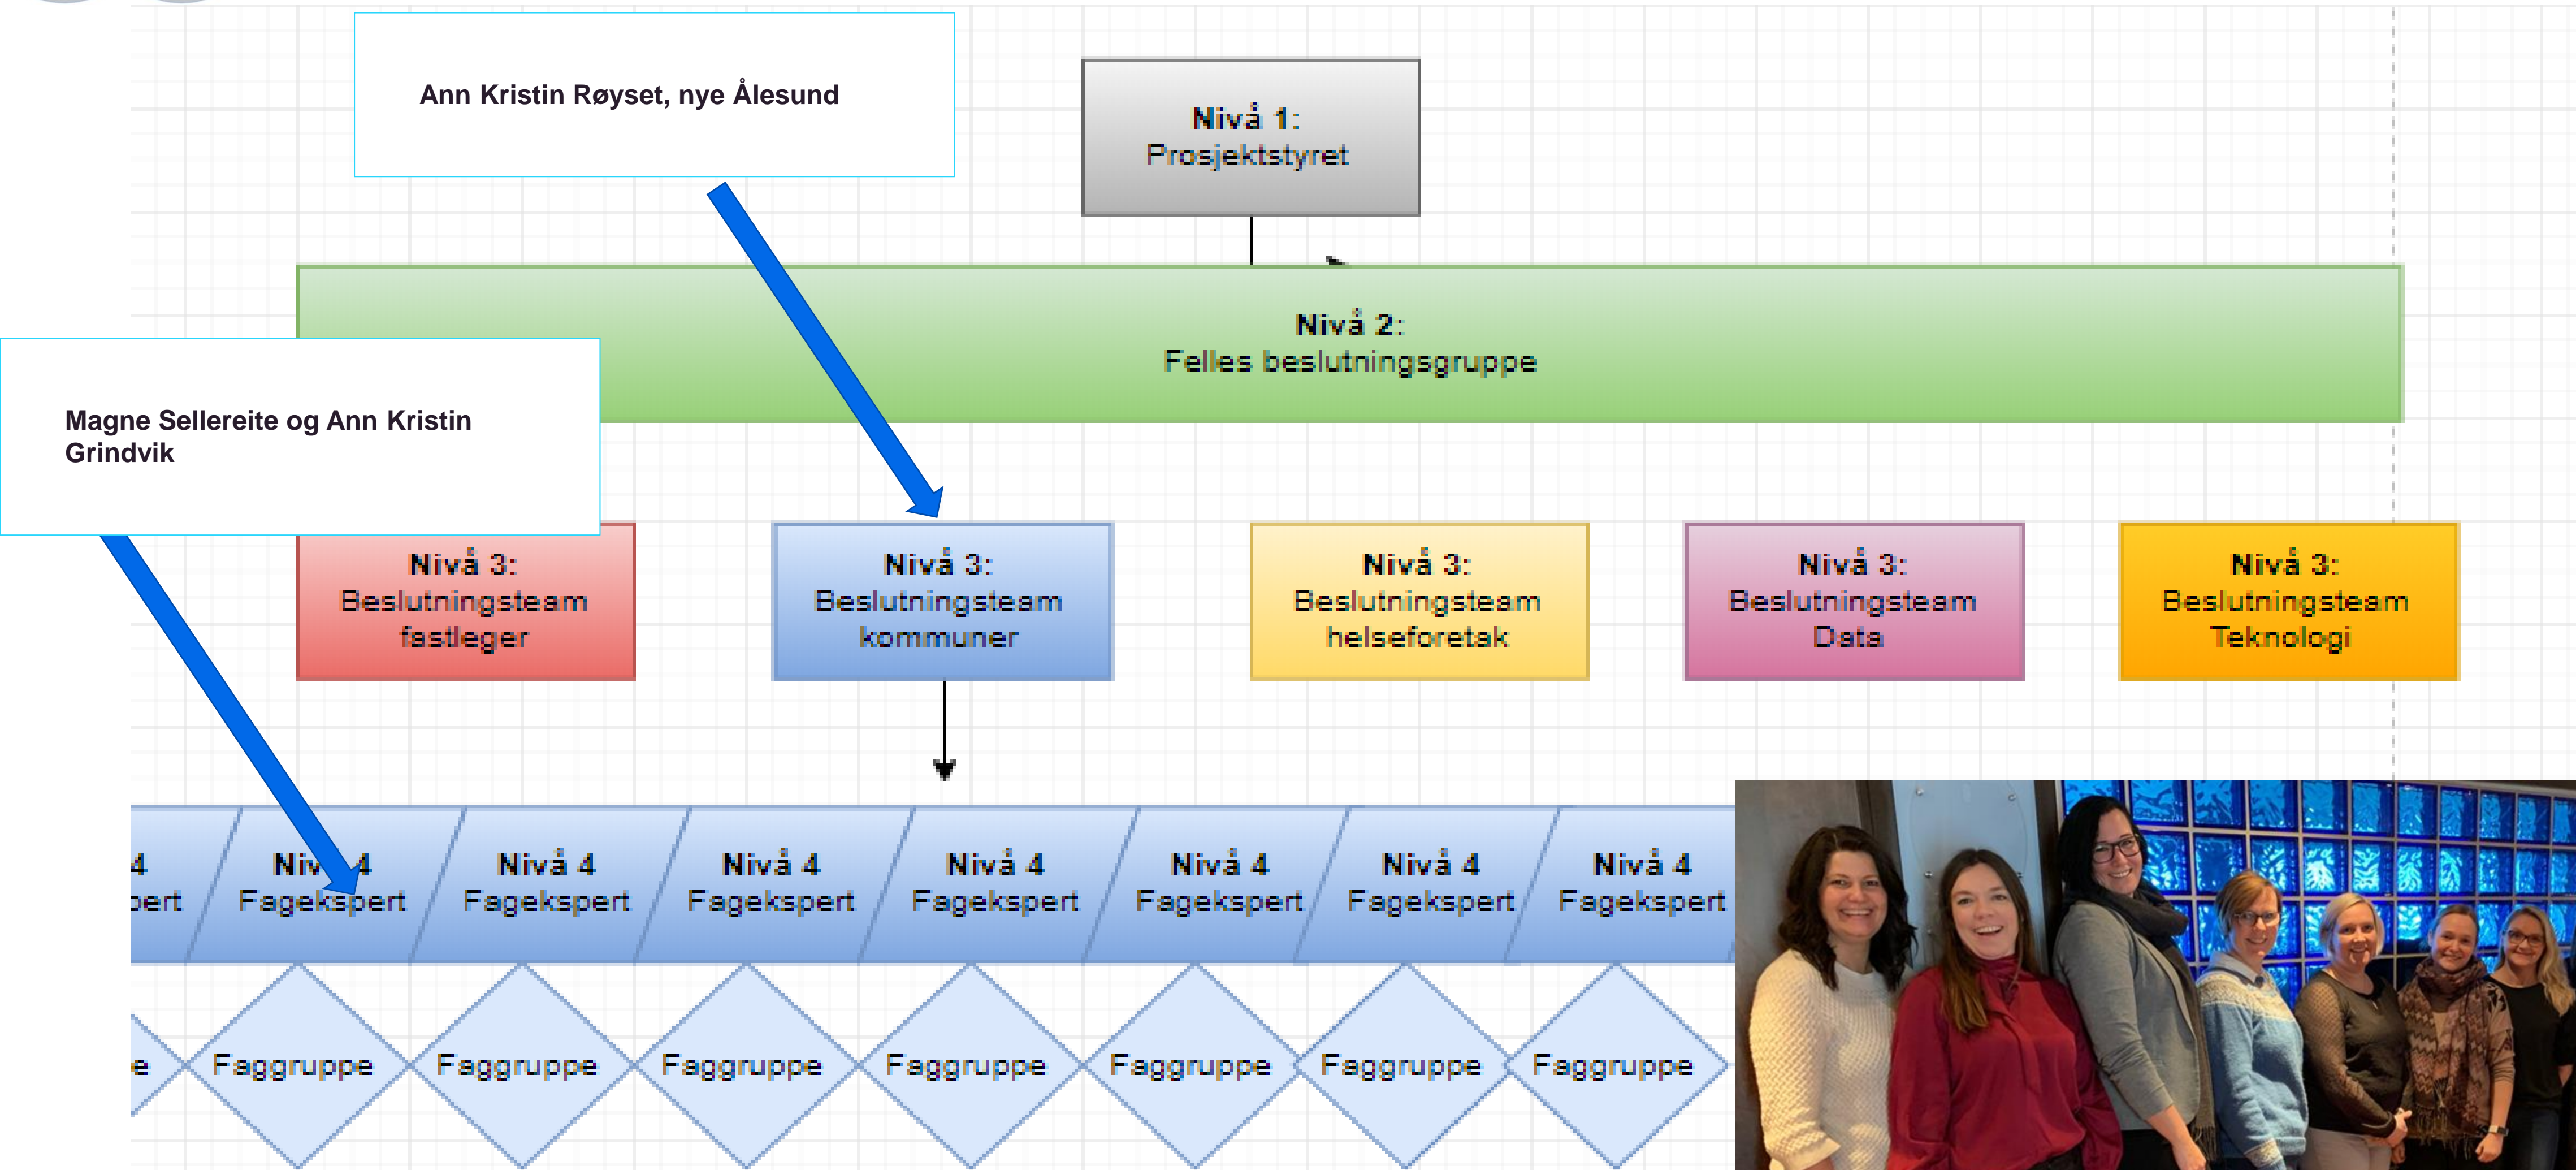 Ann Kristin Røyset, nye Ålesund
Nivå 1:
Prosjektstyret
Nivå 2:
Felles beslutningsgruppe
Magne Sellereite og Ann Kristin
Grindvik
Nivå 3:
Beslutningsteam
fastleger
Nivå 3:
Beslutningsteam
kommuner
Nivå 3:
Beslutningsteam
helseforetak
Nivå 3:
Beslutningsteam
Data
Nivå 3:
Beslutningsteam
Teknologi
4
Nivå 4
Fagekspert
Nivå 4
Fagekspert
Nivå 4
Fagekspert
Nivå 4
Fagekspert
Nivå 4
Fagekspert
Nivå 4
Fagekspert
Nivå 4
Fagekspert
Faggruppe
Faggruppe
Faggruppe
Faggruppe
Faggruppe
Faggruppe
Faggruppe